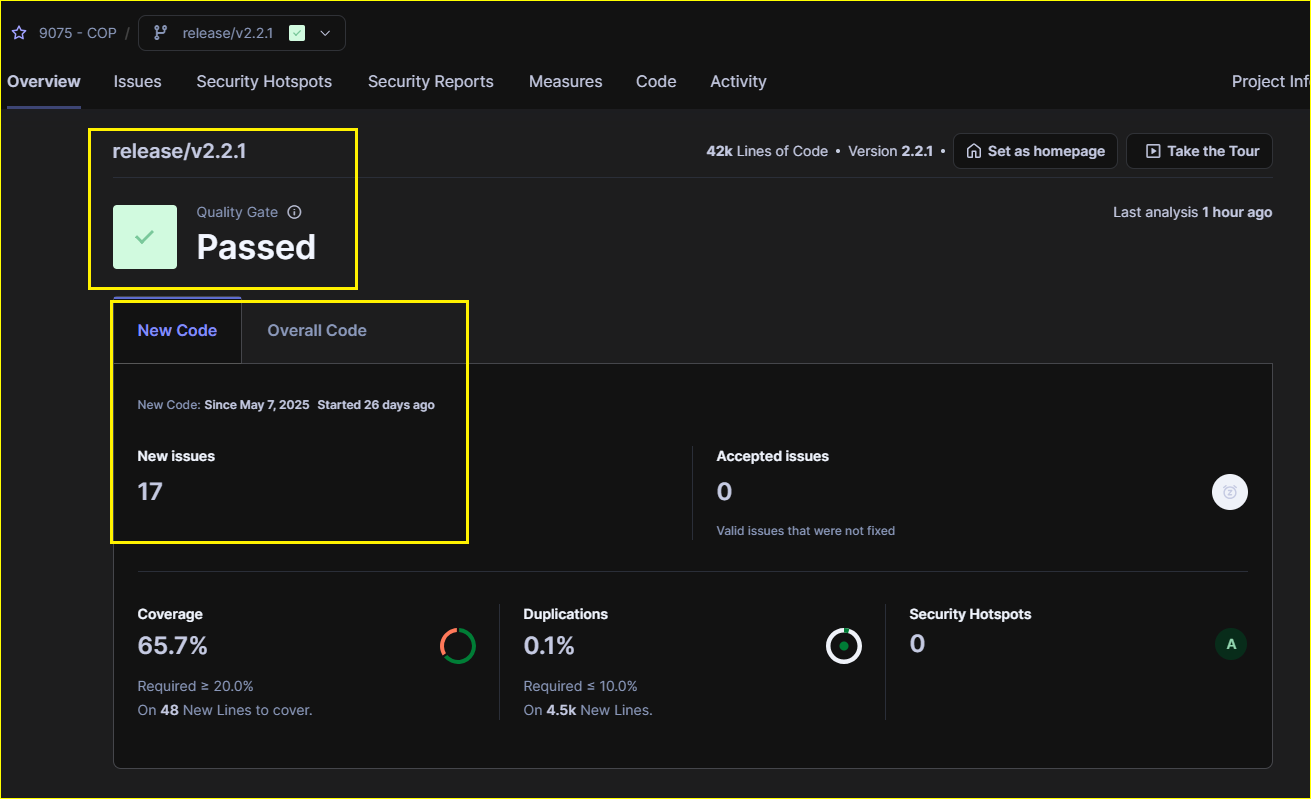 9075 - COP / release/v2.2.1
Overview Issues Security Hotspots Security Reports Measures Code Activity Project Inf
release/v2.2.1
42k Lines of Code • Version 2.2.1 • Set as homepage Take the Tour
Quality Gate
Passed
Last analysis 1 hour ago
New Code Overall Code
New Code: Since May 7, 2025 Started 26 days ago
New issues
17
Accepted issues
0
Valid issues that were not fixed
Coverage
65.7%
Required ≥ 20.0%
On 48 New Lines to cover.
Duplications
0.1%
Required ≤ 10.0%
On 4.5k New Lines.
Security Hotspots
0
A